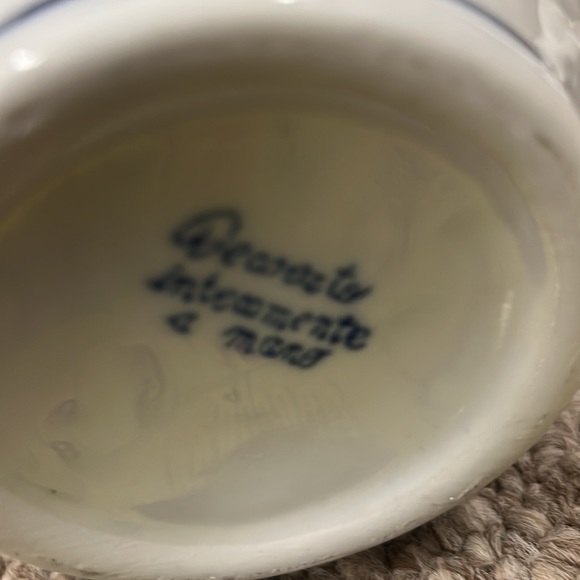 Decorato
interamente
a mano